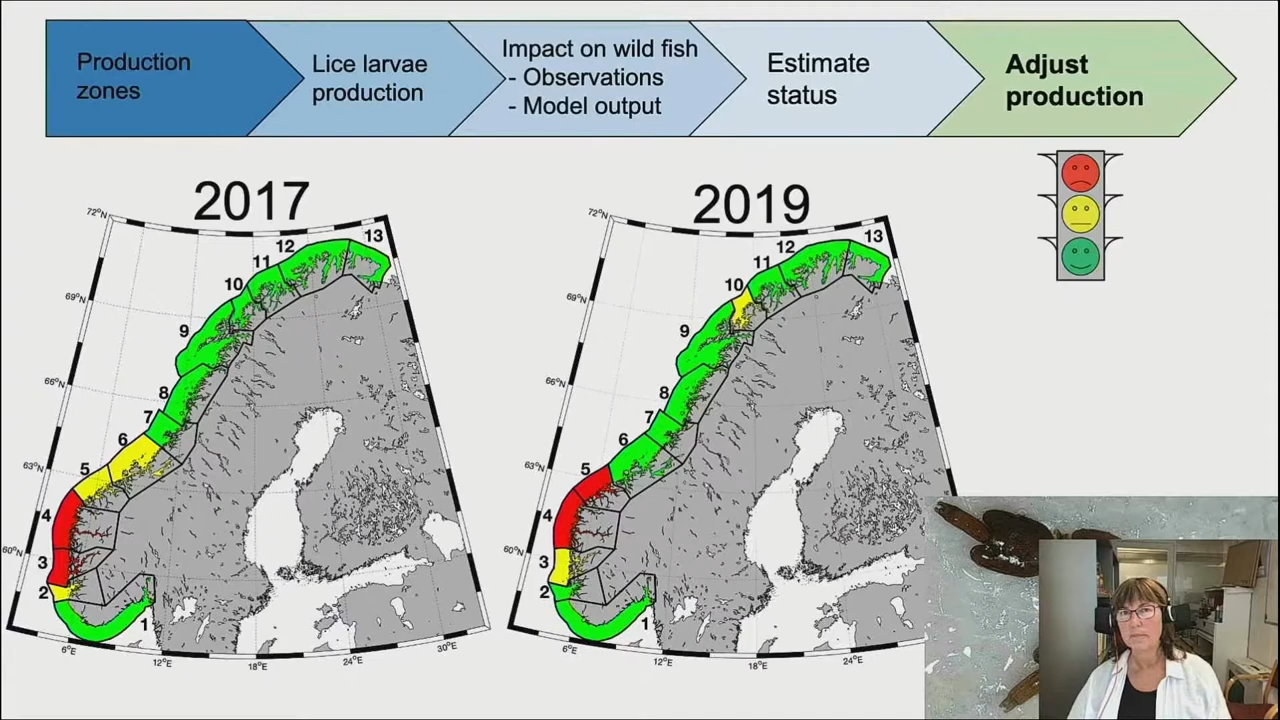 Production
zones
Lice larvae
production
Impact on wild fish
- Observations
- Model output
Estimate
status
Adjust
production
2017
72°N
69°N
66°N
63°N
60°N
6°E
12°E
18°E
24°E
30°E
1
2
3
4
5
6
7
8
9
10
11
12
13
2019
72°N
69°N
66°N
63°N
60°N
6°E
12°E
18°E
24°E
1
2
3
4
5
6
7
8
9
10
11
12
13